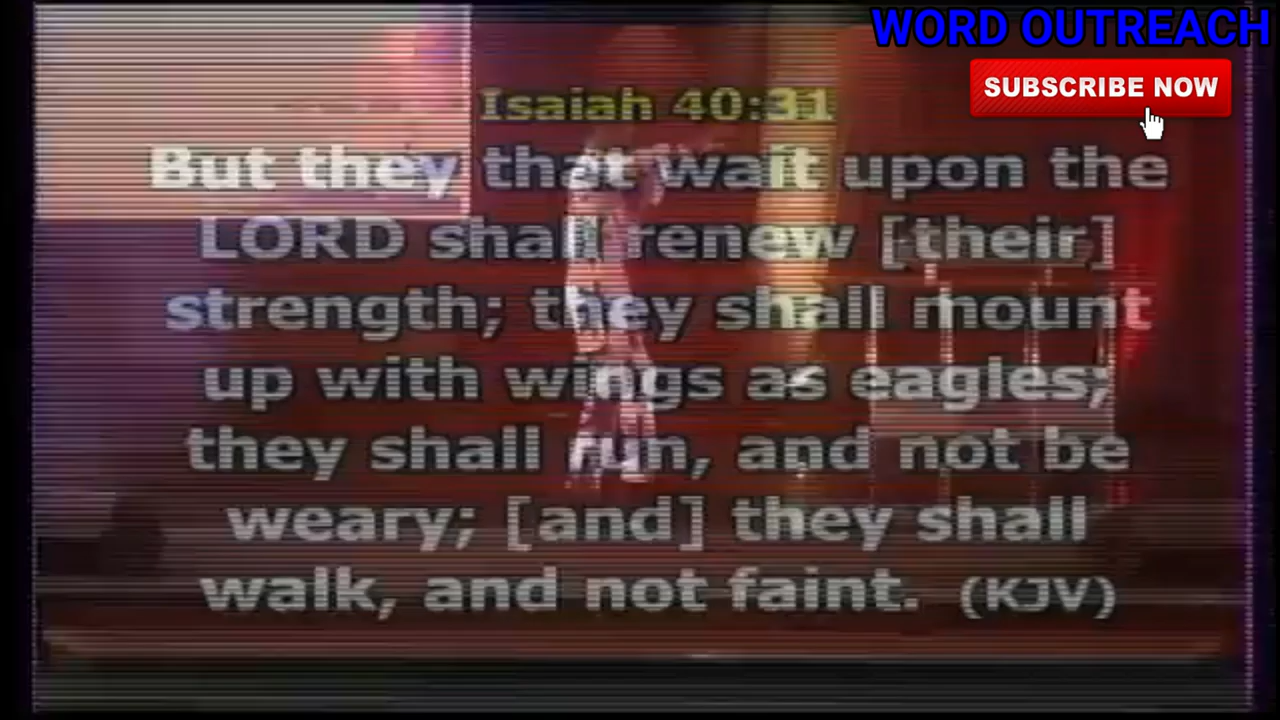 WORD OUTREACH
SUBSCRIBE NOW
Isaiah 40:31
But they that wait upon the
LORD shall renew [their]
strength; they shall mount
up with wings as eagles;
they shall run, and not be
weary; [and] they shall
walk, and not faint. (KJV)